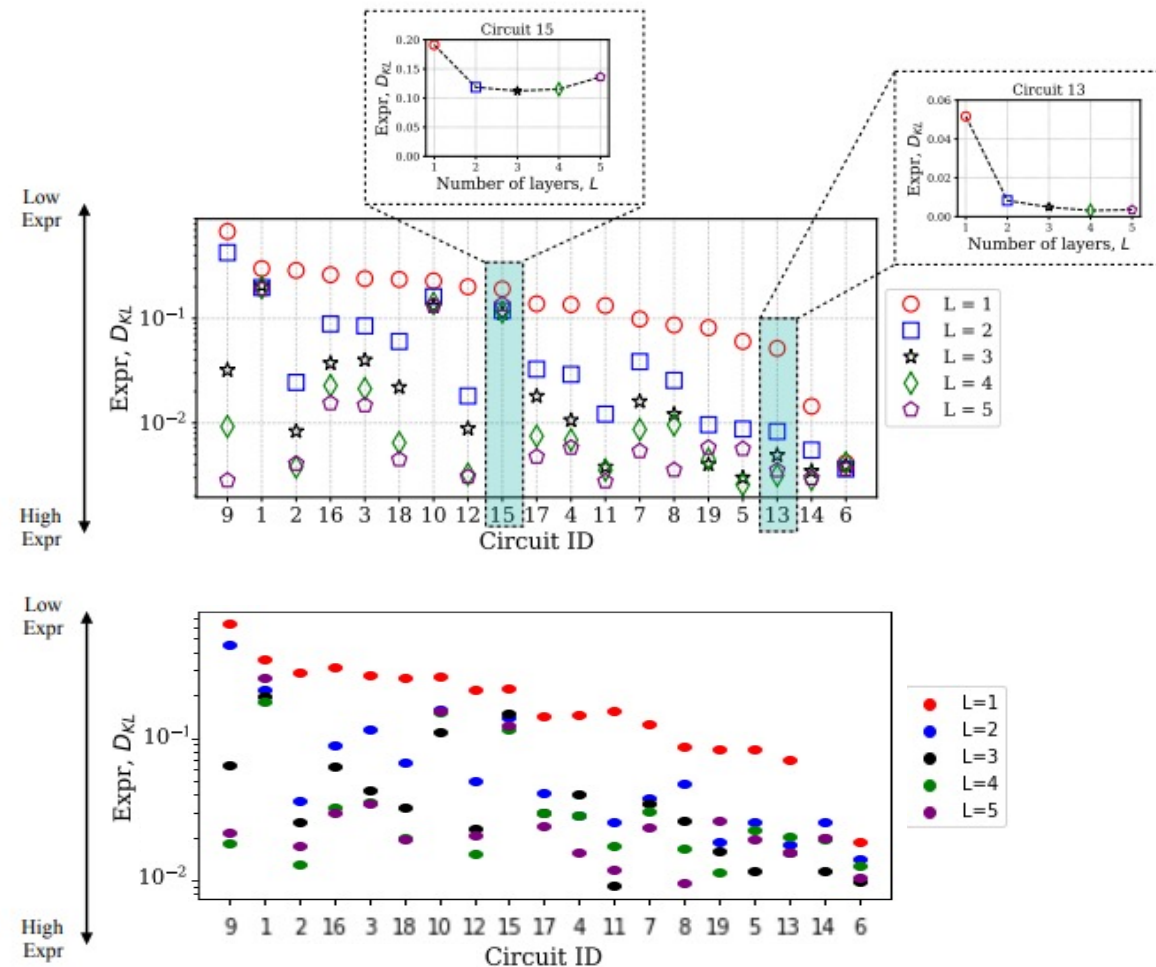 Circuit 15
0.20
0.15
0.10
0.05
0.00
Expr, D_KL
1 2 3 4 5
Number of layers, L
Circuit 13
0.06
0.04
0.02
0.00
Expr, D_KL
1 2 3 4 5
Number of layers, L
Low
Expr
High
Expr
Expr, D_KL
10⁻¹
10⁻²
9 1 2 16 3 18 10 12 15 17 4 11 7 8 19 5 13 14 6
Circuit ID
L = 1
L = 2
L = 3
L = 4
L = 5
Low
Expr
High
Expr
Expr, D_KL
10⁻¹
10⁻²
9 1 2 16 3 18 10 12 15 17 4 11 7 8 19 5 13 14 6
Circuit ID
L=1
L=2
L=3
L=4
L=5